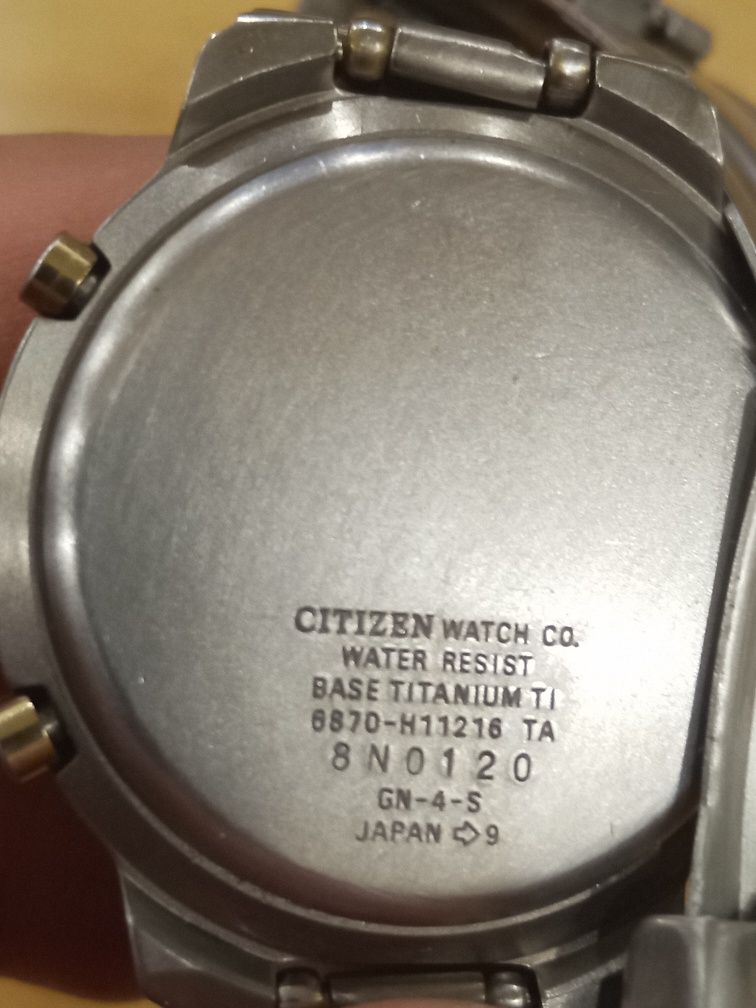 CITIZEN WATCH CO.
WATER RESIST
BASE TITANIUM TI
6870-H11216 TA
8N0120
GN-4-S
JAPAN ⇨9